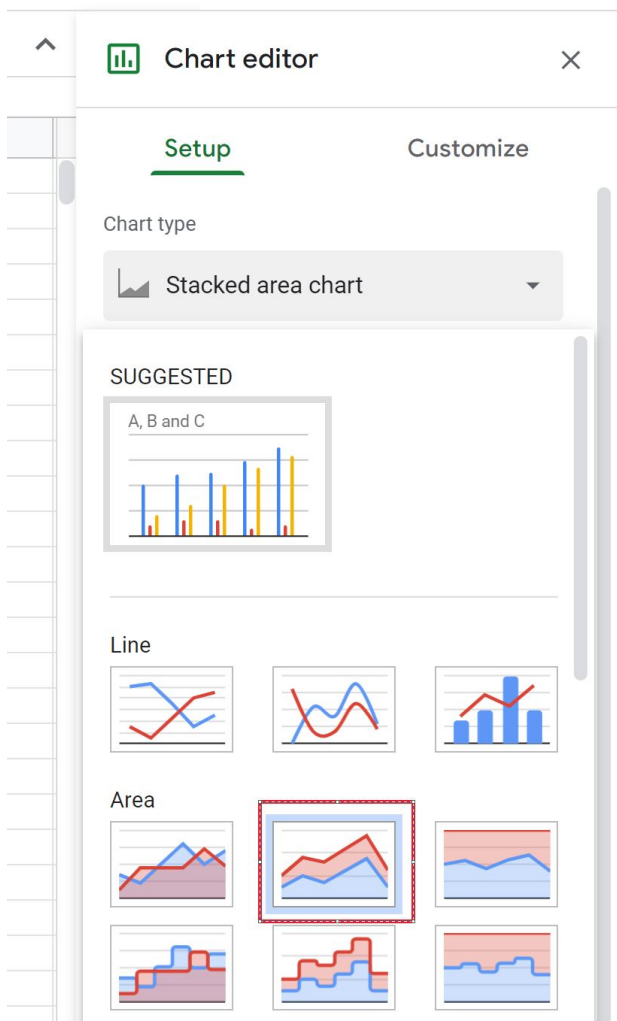 Chart editor
Setup Customize
Chart type
Stacked area chart
SUGGESTED
A, B and C
Line
Area